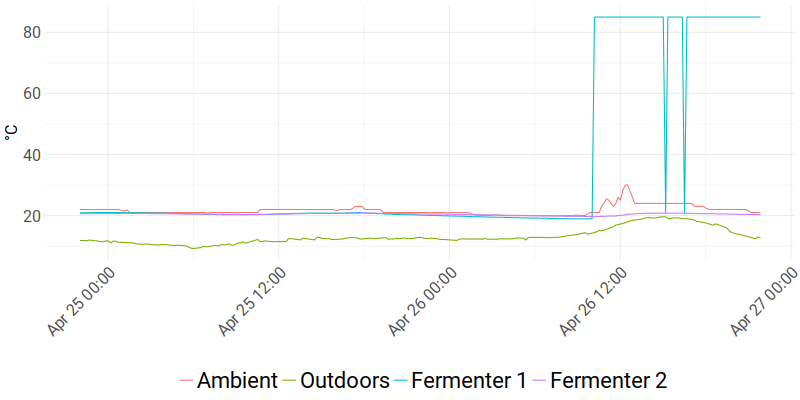 80
60
°C
40
20
Apr 25 00:00
Apr 25 12:00
Apr 26 00:00
Apr 26 12:00
Apr 27 00:00
Ambient Outdoors Fermenter 1 Fermenter 2